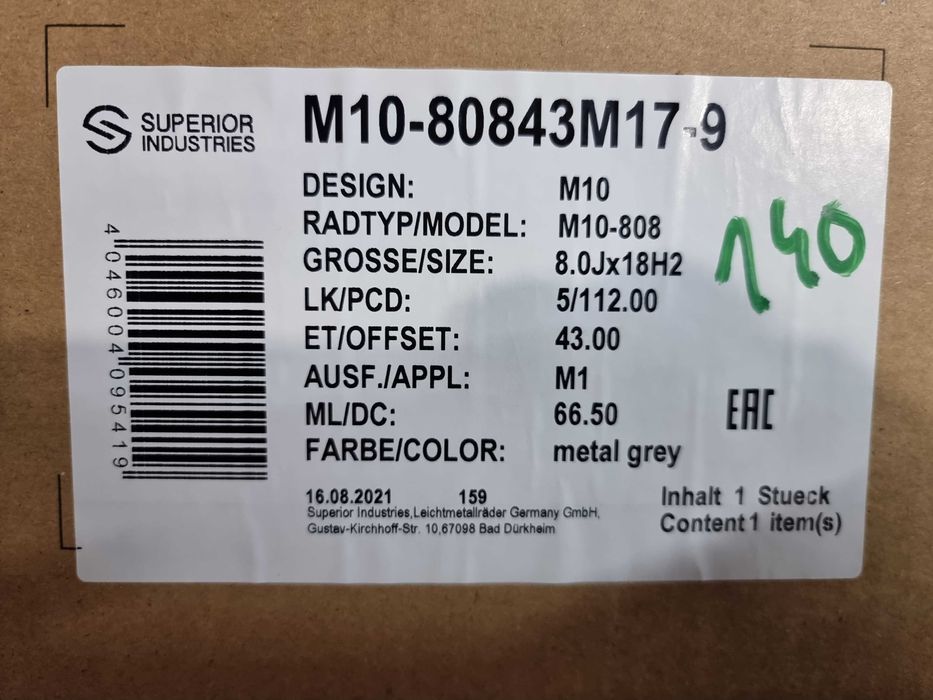 SUPERIOR
INDUSTRIES
M10-80843M17-9
DESIGN: M10
RADTYP/MODEL: M10-808
GROSSE/SIZE: 8.0Jx18H2
LK/PCD: 5/112.00
ET/OFFSET: 43.00
AUSF./APPL: M1
ML/DC: 66.50
FARBE/COLOR: metal grey
140
EAC
4 046004 095419
16.08.2021 159
Superior Industries,Leichtmetallräder Germany GmbH,
Gustav-Kirchhoff-Str. 10,67098 Bad Dürkheim
Inhalt 1 Stueck
Content 1 item(s)